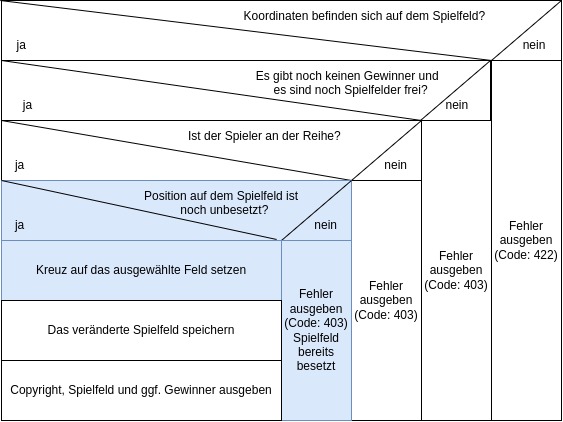 Koordinaten befinden sich auf dem Spielfeld?
ja
nein
Es gibt noch keinen Gewinner und
es sind noch Spielfelder frei?
ja
nein
Ist der Spieler an der Reihe?
ja
nein
Position auf dem Spielfeld ist
noch unbesetzt?
ja
nein
Kreuz auf das ausgewählte Feld setzen
Das veränderte Spielfeld speichern
Copyright, Spielfeld und ggf. Gewinner ausgeben
Fehler
ausgeben
(Code: 403)
Spielfeld
bereits
besetzt
Fehler
ausgeben
(Code: 403)
Fehler
ausgeben
(Code: 403)
Fehler
ausgeben
(Code: 422)